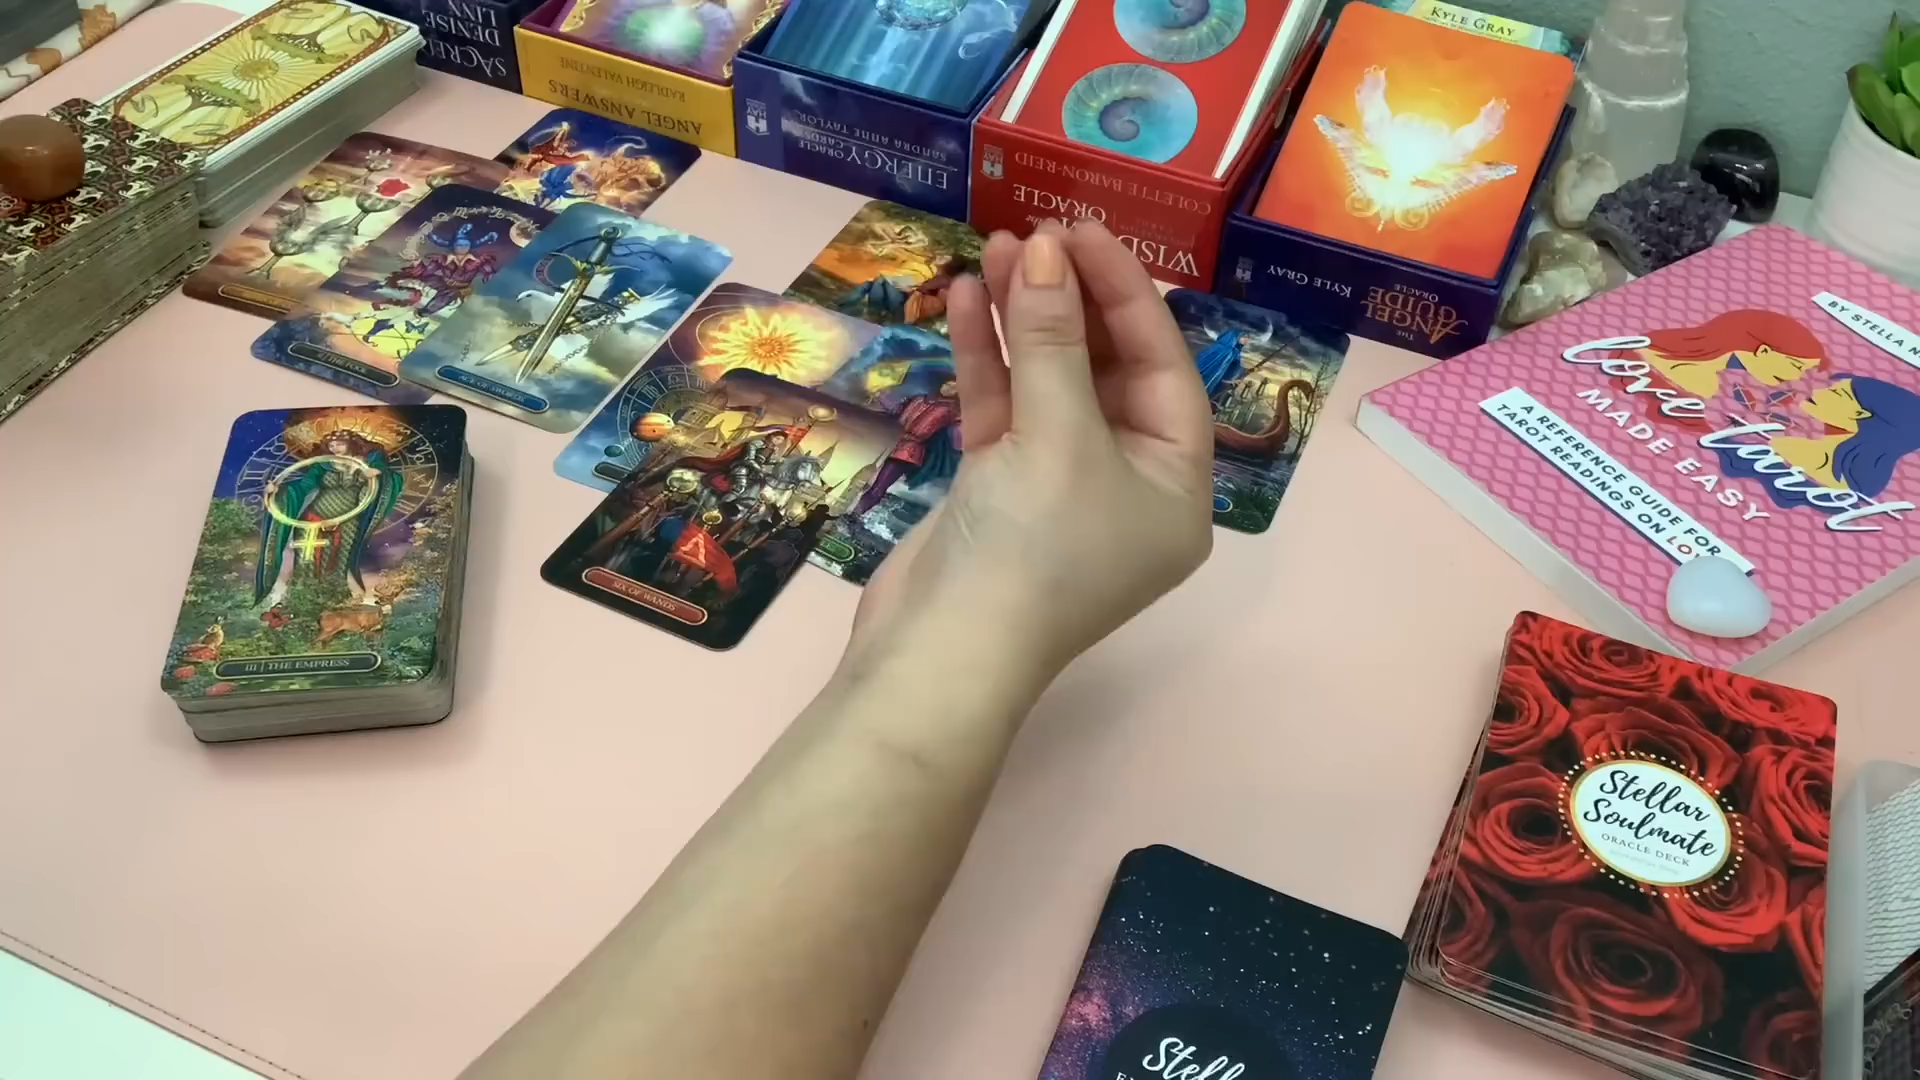 SACRED
DENISE
LINN
RADLEIGH VALENTINE
ANGEL ANSWERS
ENERGY
ORACLE
CARDS
SANDRA ANNE TAYLOR
HAY
COLETTE BARON-REID
ORACLE
KYLE GRAY
THE
ANGEL
GUIDE
ORACLE
KYLE GRAY
BY STELLA
love
tarot
MADE EASY
A REFERENCE GUIDE FOR
TAROT READINGS ON
THE FOOL
ACE OF SWORDS
SIX OF WANDS
III | THE EMPRESS
Stellar
Soulmate
ORACLE DECK